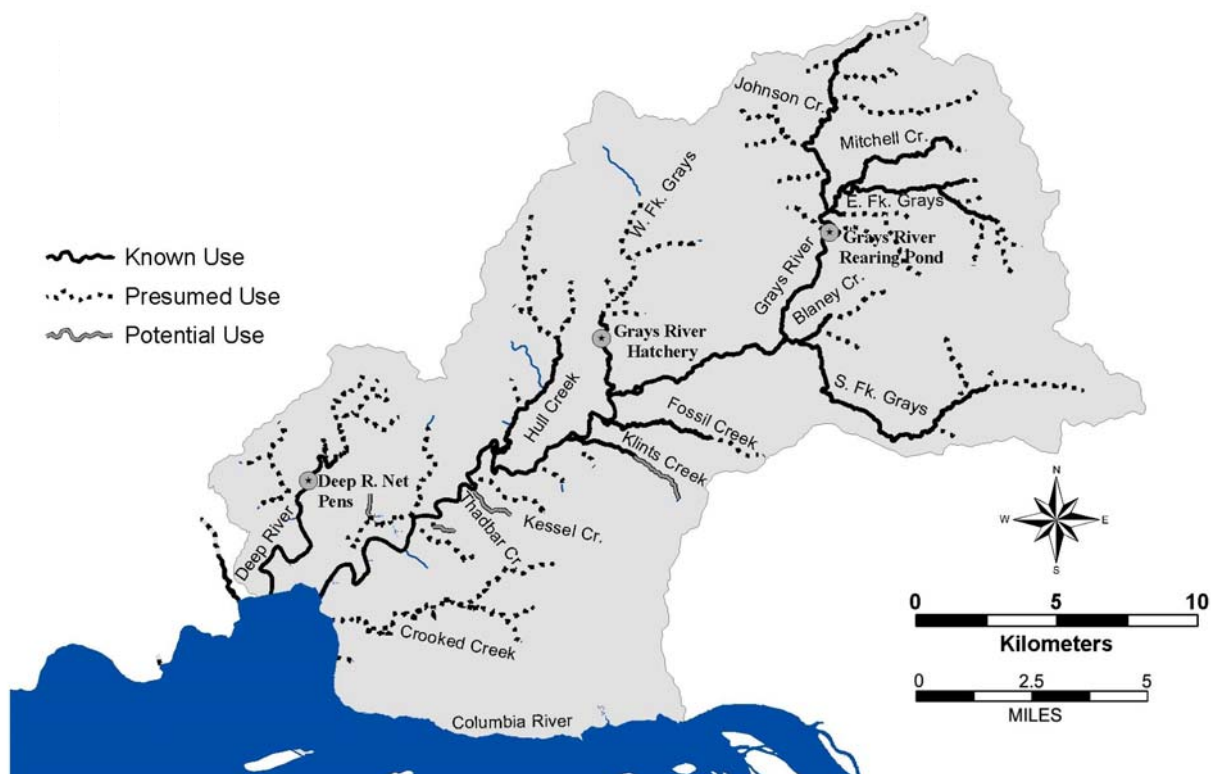 Johnson Cr.
Mitchell Cr.
W. Fk. Grays
E. Fk. Grays
Grays River
Rearing Pond
Known Use
Presumed Use
Potential Use
Grays River
Blaney Cr.
Grays River
Hatchery
S. Fk. Grays
Hull Creek
Fossil Creek
Klints Creek
Deep R. Net
Pens
Deep River
Thadbar Cr.
Kessel Cr.
Crooked Creek
Columbia River
N
W
E
S
0 5 10
Kilometers
0 2.5 5
MILES